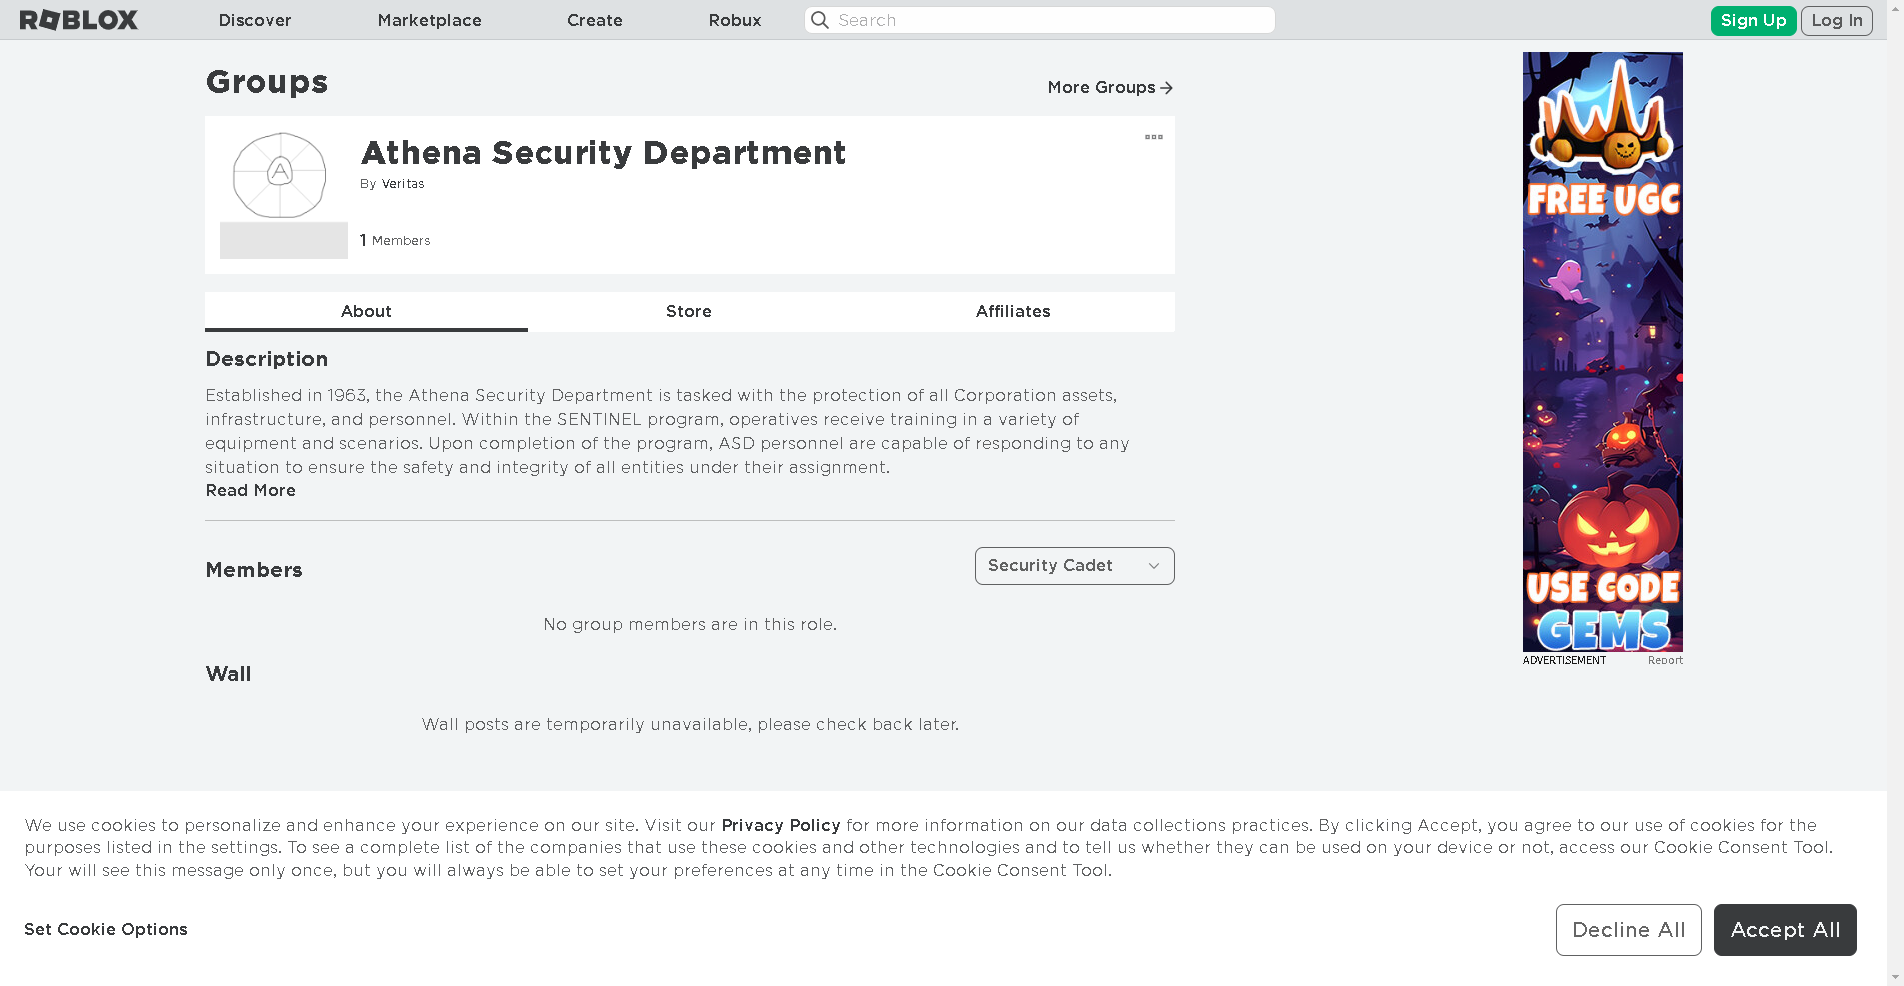 ROBLOX
Discover
Marketplace
Create
Robux
Search
Sign Up
Log In
Groups
More Groups
A
Athena Security Department
By Veritas
1 Members
About
Store
Affiliates
Description
Established in 1963, the Athena Security Department is tasked with the protection of all Corporation assets,
infrastructure, and personnel. Within the SENTINEL program, operatives receive training in a variety of
equipment and scenarios. Upon completion of the program, ASD personnel are capable of responding to any
situation to ensure the safety and integrity of all entities under their assignment.
Read More
Members
Security Cadet
No group members are in this role.
Wall
Wall posts are temporarily unavailable, please check back later.
FREE UGC
USE CODE
GEMS
ADVERTISEMENT
Report
We use cookies to personalize and enhance your experience on our site. Visit our Privacy Policy for more information on our data collections practices. By clicking Accept, you agree to our use of cookies for the
purposes listed in the settings. To see a complete list of the companies that use these cookies and other technologies and to tell us whether they can be used on your device or not, access our Cookie Consent Tool.
Your will see this message only once, but you will always be able to set your preferences at any time in the Cookie Consent Tool.
Set Cookie Options
Decline All
Accept All